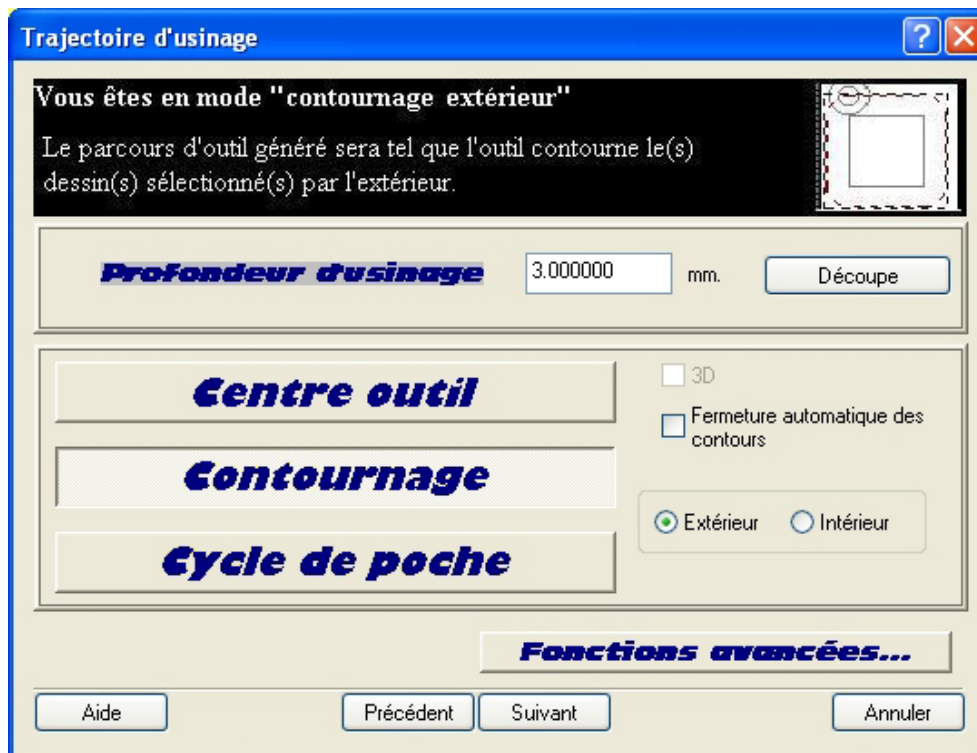 Trajectoire d'usinage
?
Vous êtes en mode "contournage extérieur"
Le parcours d'outil généré sera tel que l'outil contourne le(s)
dessin(s) sélectionné(s) par l'extérieur.
Profondeur d'usinage 3.000000 mm. Découpe
Centre outil
3D
Fermeture automatique des
contours
Contournage
Extérieur Intérieur
Cycle de poche
Fonctions avancées...
Aide Précédent Suivant Annuler